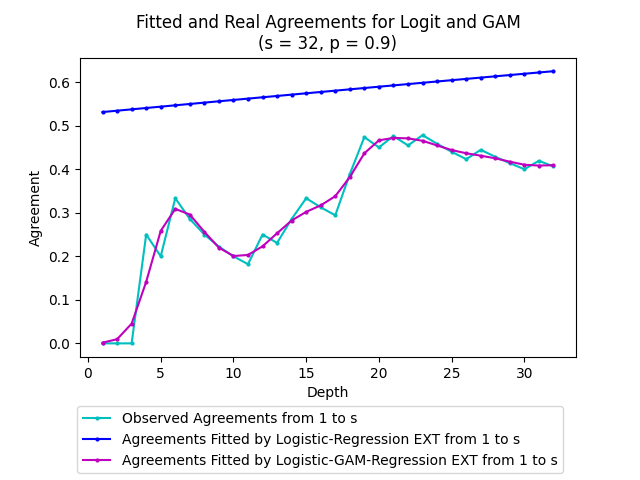 Fitted and Real Agreements for Logit and GAM
(s = 32, p = 0.9)
0.6
0.5
0.4
0.3
0.2
0.1
0.0
Agreement
0 5 10 15 20 25 30
Depth
Observed Agreements from 1 to s
Agreements Fitted by Logistic-Regression EXT from 1 to s
Agreements Fitted by Logistic-GAM-Regression EXT from 1 to s